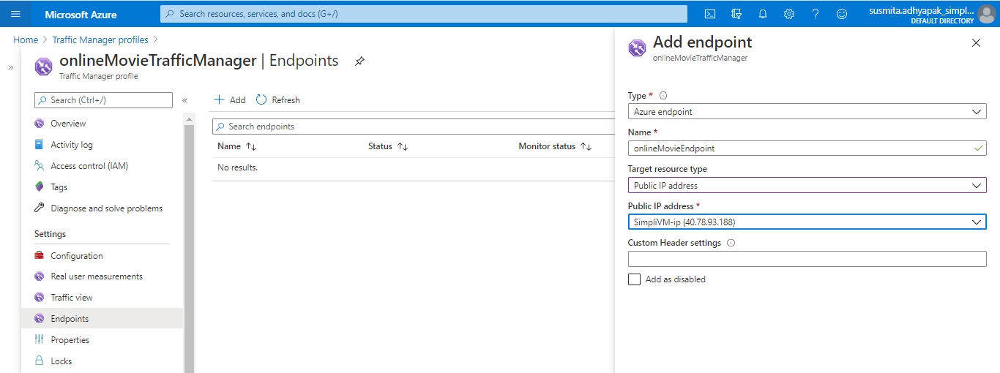 Microsoft Azure
Search resources, services, and docs (G+/)
susmita.adhyapak_simpl...
DEFAULT DIRECTORY
Home > Traffic Manager profiles >
onlineMovieTrafficManager | Endpoints
Traffic Manager profile
Search (Ctrl+/)
«
»
Overview
Activity log
Access control (IAM)
Tags
Diagnose and solve problems
Settings
Configuration
Real user measurements
Traffic view
Endpoints
Properties
Locks
Add
Refresh
Search endpoints
Name ↑↓ Status ↑↓ Monitor status ↑↓
No results.
Add endpoint
onlineMovieTrafficManager
Type *
Azure endpoint
Name *
onlineMovieEndpoint
Target resource type
Public IP address
Public IP address *
SimpliVM-ip (40.78.93.188)
Custom Header settings
Add as disabled